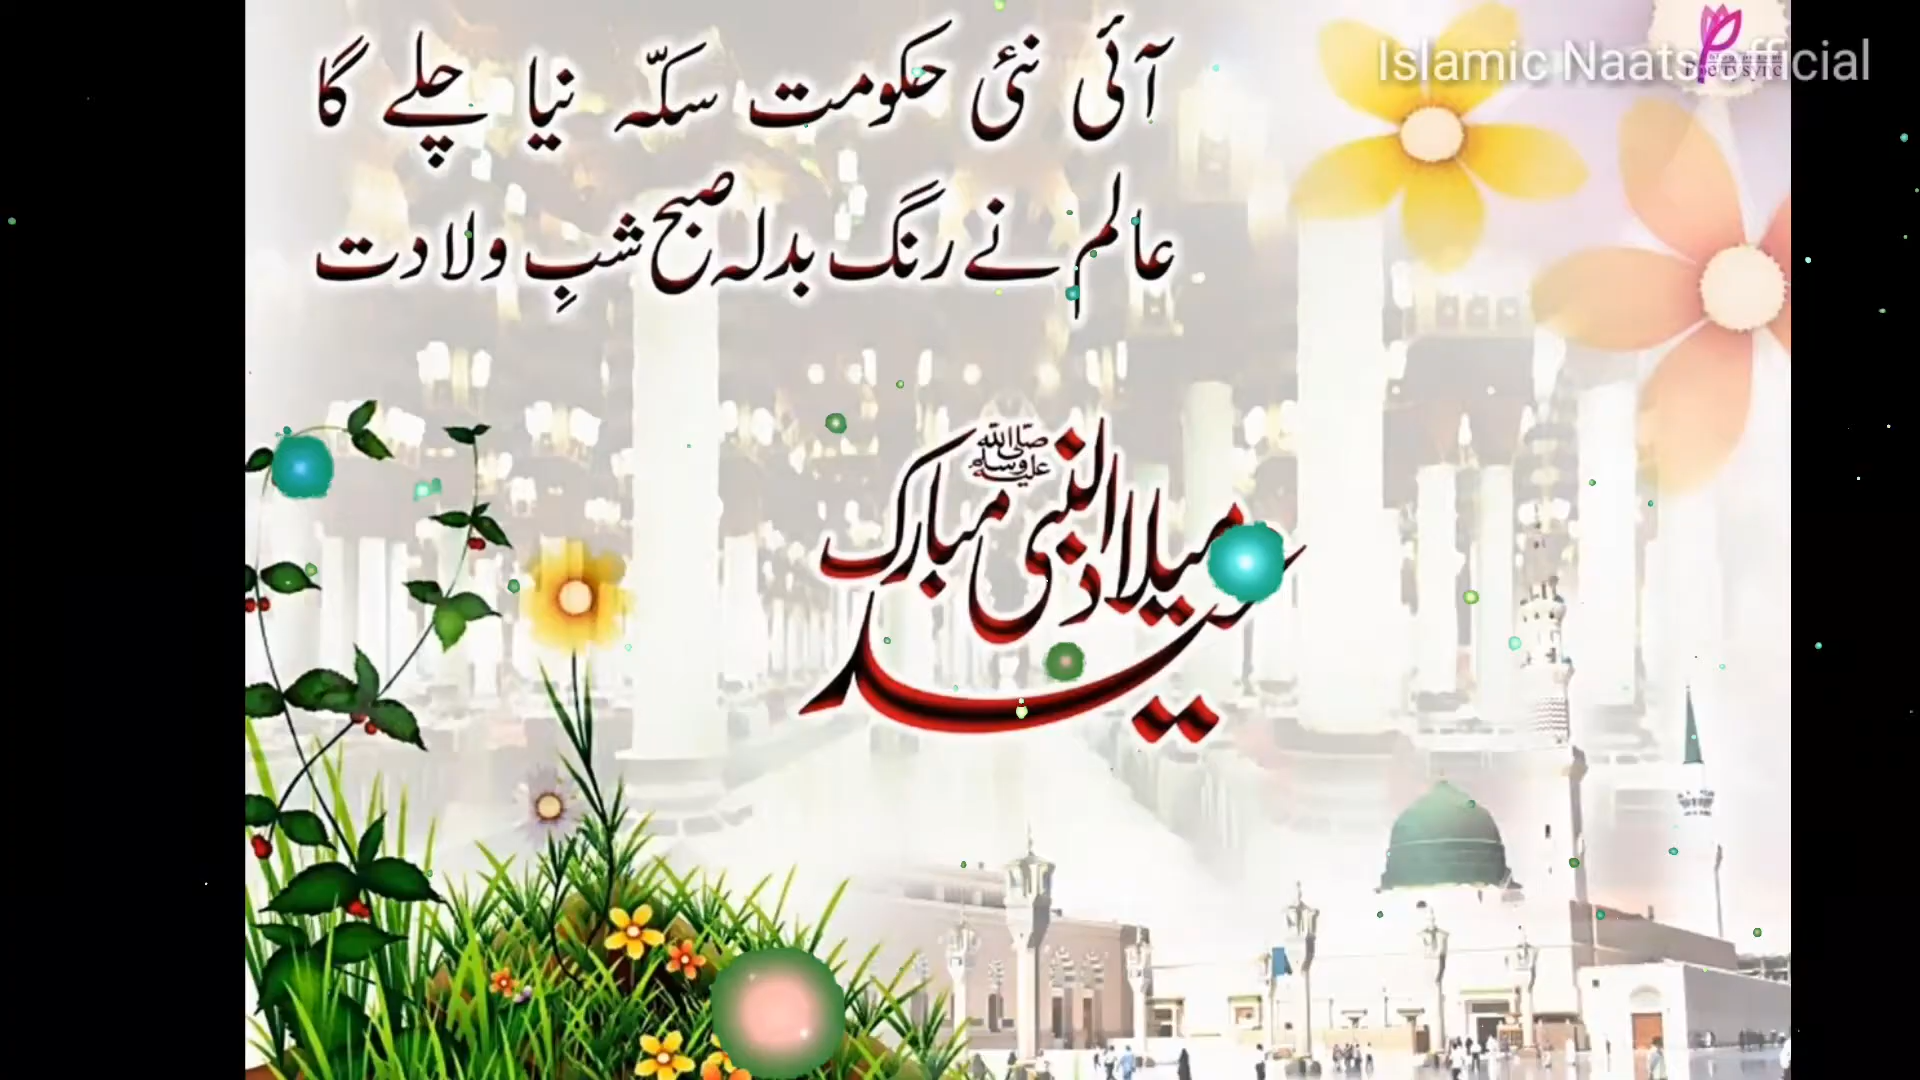 Islamic Naats official
آئی نئی حکومت سکّہ نیا چلے گا
عالم نے رنگ بدلہ صبح شبِ ولادت
عید میلاد النبی صلی اللہ علیہ وسلم مبارک